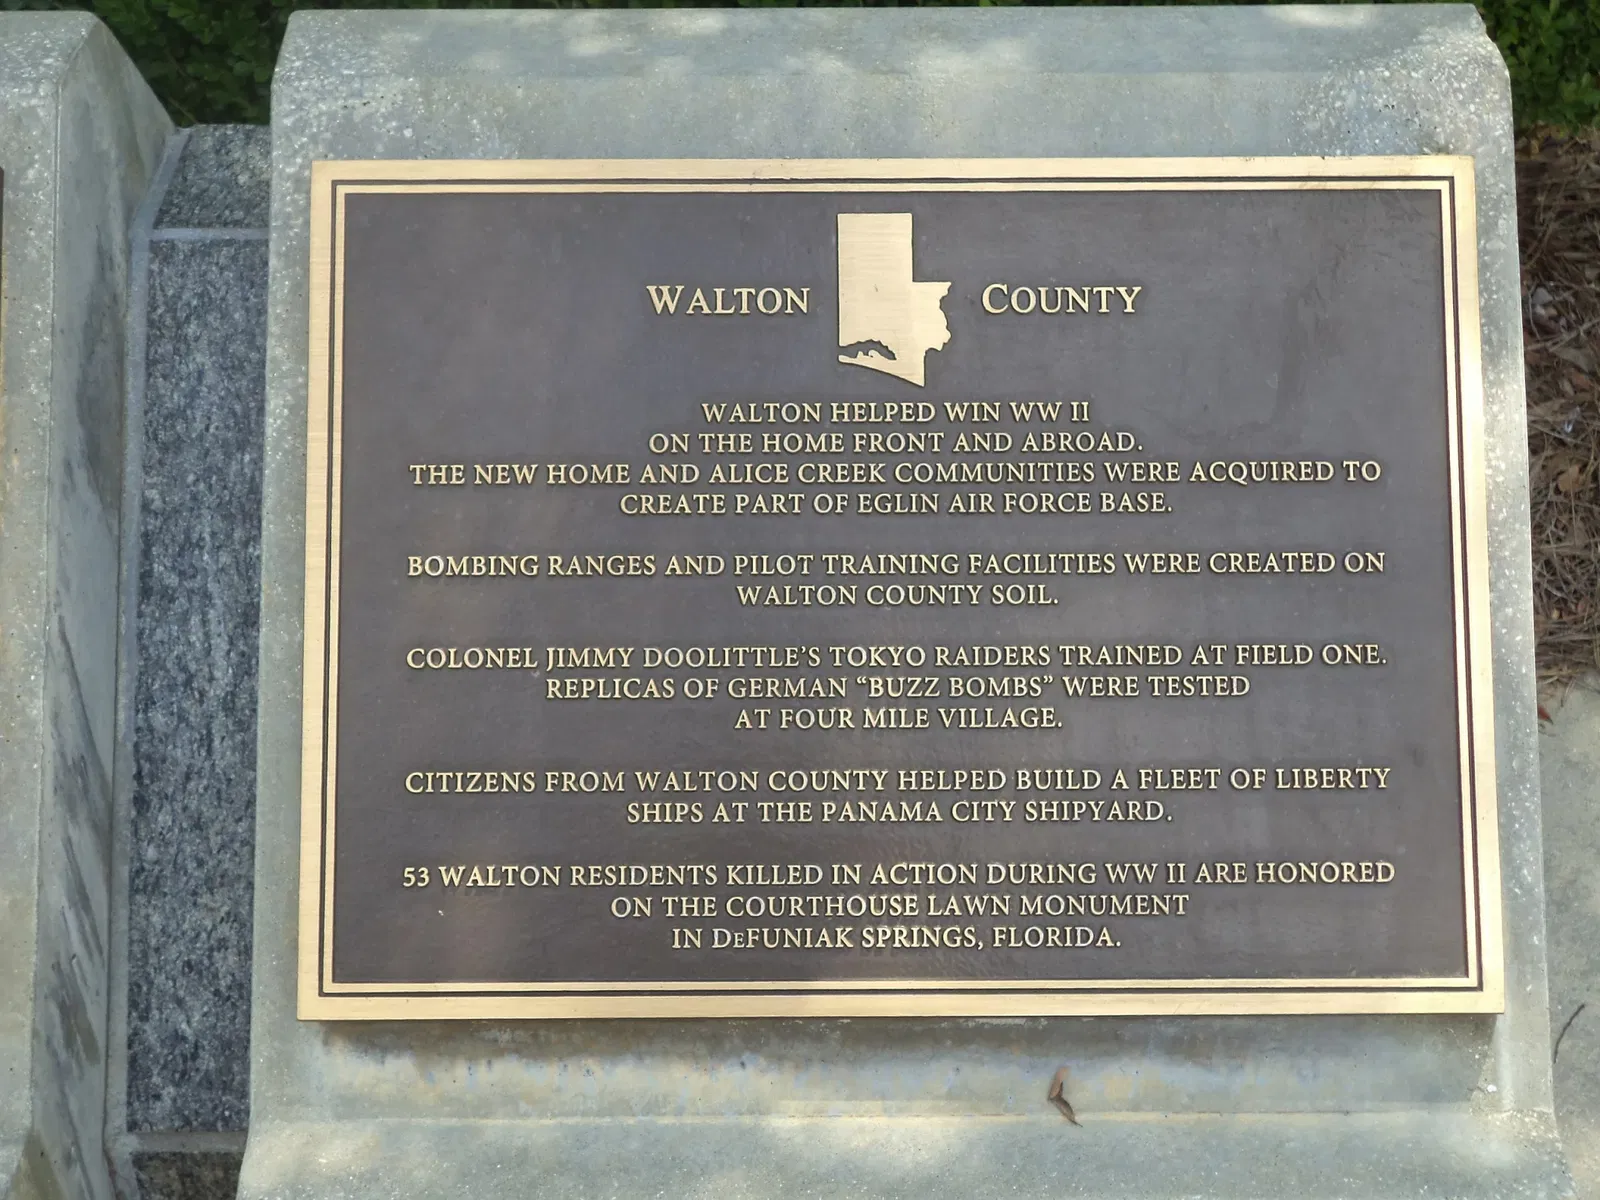 WALTON COUNTY
WALTON HELPED WIN WW II
ON THE HOME FRONT AND ABROAD.
THE NEW HOME AND ALICE CREEK COMMUNITIES WERE ACQUIRED TO
CREATE PART OF EGLIN AIR FORCE BASE.
BOMBING RANGES AND PILOT TRAINING FACILITIES WERE CREATED ON
WALTON COUNTY SOIL.
COLONEL JIMMY DOOLITTLE'S TOKYO RAIDERS TRAINED AT FIELD ONE.
REPLICAS OF GERMAN “BUZZ BOMBS” WERE TESTED
AT FOUR MILE VILLAGE.
CITIZENS FROM WALTON COUNTY HELPED BUILD A FLEET OF LIBERTY
SHIPS AT THE PANAMA CITY SHIPYARD.
53 WALTON RESIDENTS KILLED IN ACTION DURING WW II ARE HONORED
ON THE COURTHOUSE LAWN MONUMENT
IN DeFUNIAK SPRINGS, FLORIDA.